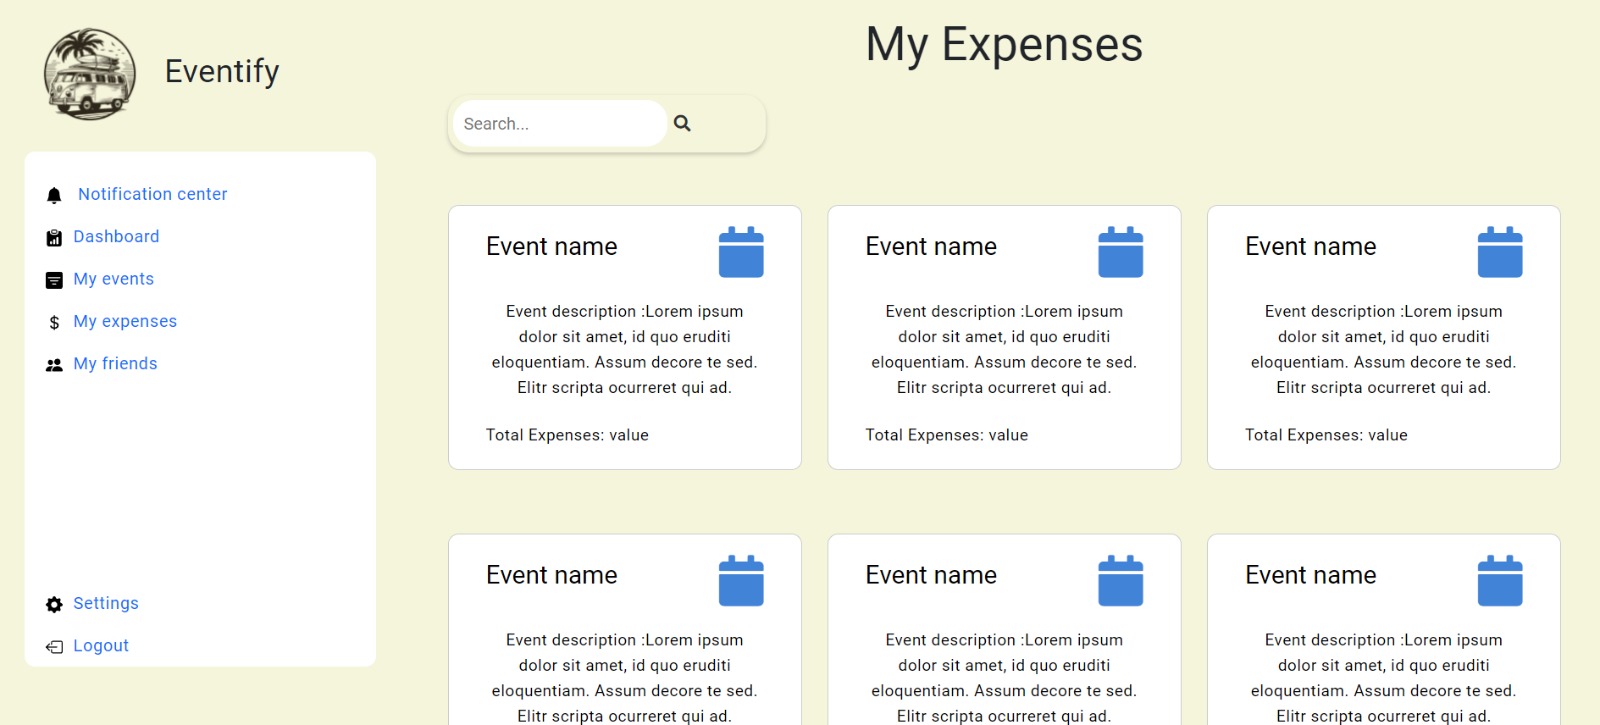 Eventify
My Expenses
Search...
Notification center
Dashboard
My events
$ My expenses
My friends
Settings
Logout
Event name
Event description :Lorem ipsum
dolor sit amet, id quo eruditi
eloquentiam. Assum decore te sed.
Elitr scripta ocurreret qui ad.
Total Expenses: value
Event name
Event description :Lorem ipsum
dolor sit amet, id quo eruditi
eloquentiam. Assum decore te sed.
Elitr scripta ocurreret qui ad.
Total Expenses: value
Event name
Event description :Lorem ipsum
dolor sit amet, id quo eruditi
eloquentiam. Assum decore te sed.
Elitr scripta ocurreret qui ad.
Total Expenses: value
Event name
Event description :Lorem ipsum
dolor sit amet, id quo eruditi
eloquentiam. Assum decore te sed.
Elitr scripta ocurreret qui ad.
Event name
Event description :Lorem ipsum
dolor sit amet, id quo eruditi
eloquentiam. Assum decore te sed.
Elitr scripta ocurreret qui ad.
Event name
Event description :Lorem ipsum
dolor sit amet, id quo eruditi
eloquentiam. Assum decore te sed.
Elitr scripta ocurreret qui ad.